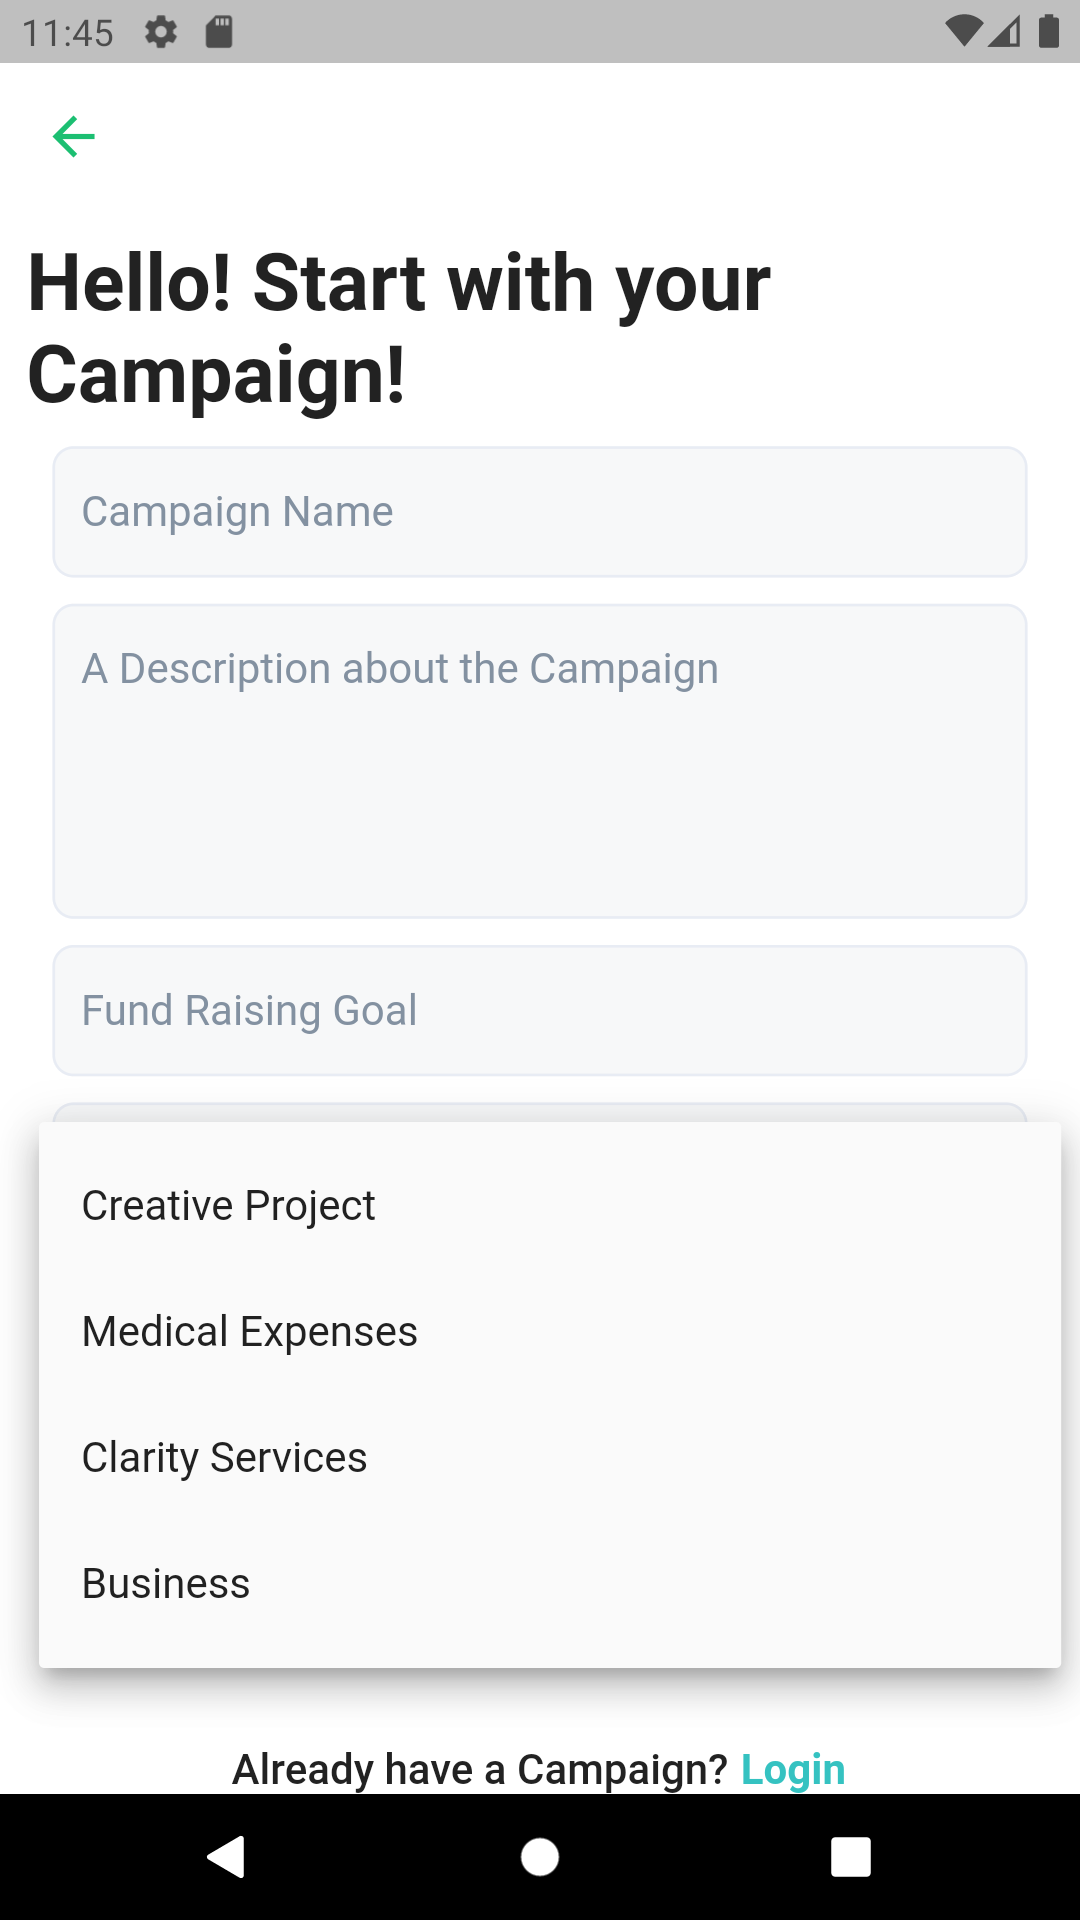 11:45
Hello! Start with your
Campaign!
Campaign Name
A Description about the Campaign
Fund Raising Goal
Creative Project
Medical Expenses
Clarity Services
Business
Already have a Campaign? Login